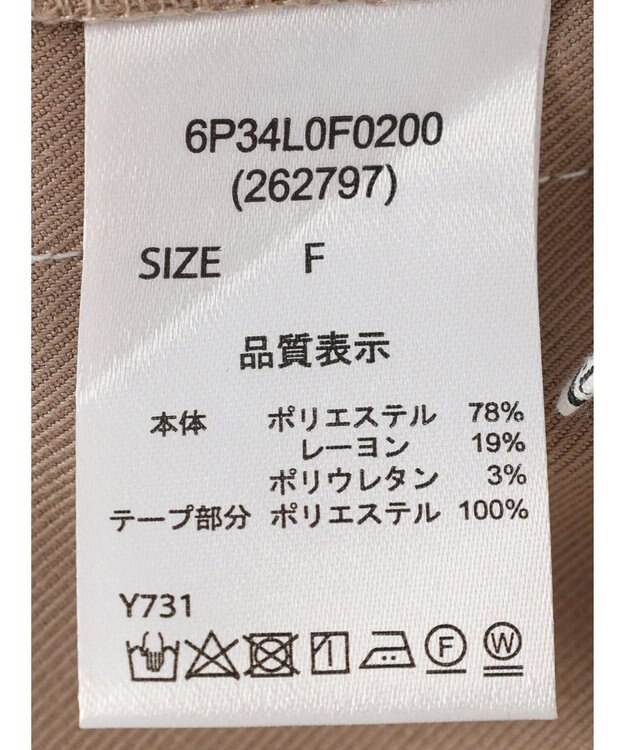 6P34L0F0200
(262797)
SIZE F
品質表示
本体 ポリエステル 78%
レーヨン 19%
ポリウレタン 3%
テープ部分 ポリエステル 100%
Y731
F W